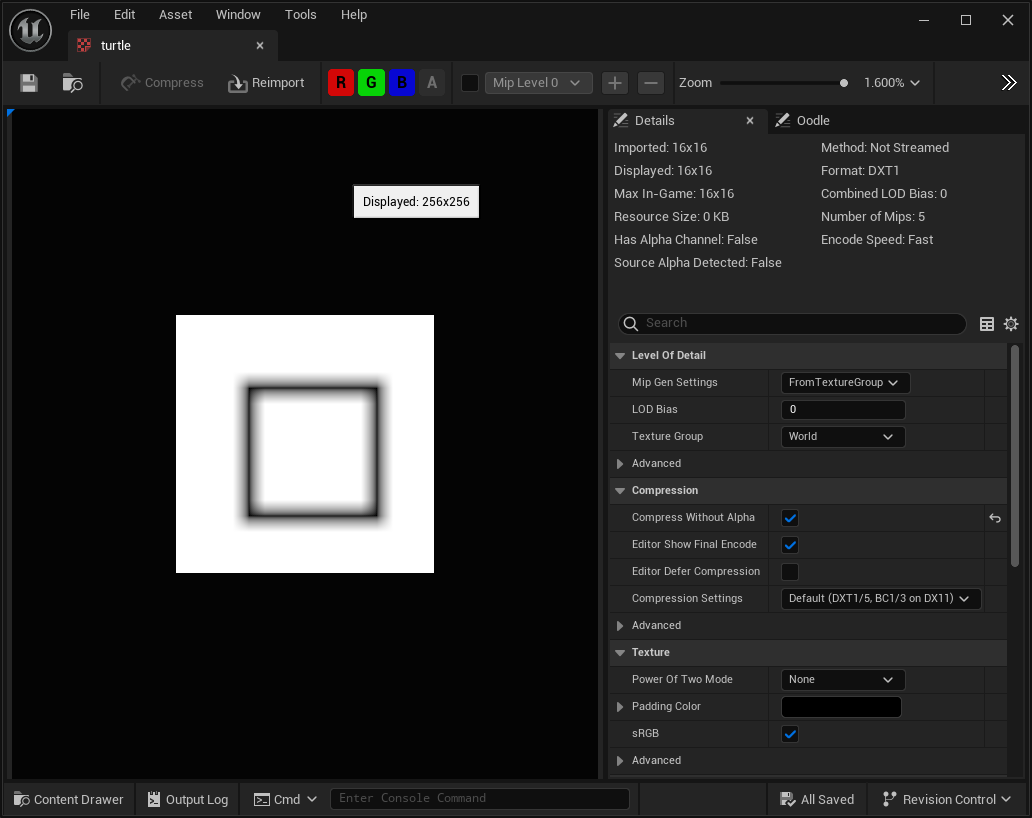 File Edit Asset Window Tools Help
turtle
Compress Reimport R G B A Mip Level 0 Zoom 1.600%
Details Oodle
Imported: 16x16 Method: Not Streamed
Displayed: 16x16 Format: DXT1
Max In-Game: 16x16 Combined LOD Bias: 0
Resource Size: 0 KB Number of Mips: 5
Has Alpha Channel: False Encode Speed: Fast
Source Alpha Detected: False
Displayed: 256x256
Search
Level Of Detail
Mip Gen Settings FromTextureGroup
LOD Bias 0
Texture Group World
Advanced
Compression
Compress Without Alpha
Editor Show Final Encode
Editor Defer Compression
Compression Settings Default (DXT1/5, BC1/3 on DX11)
Advanced
Texture
Power Of Two Mode None
Padding Color
sRGB
Advanced
Content Drawer Output Log Cmd Enter Console Command All Saved Revision Control